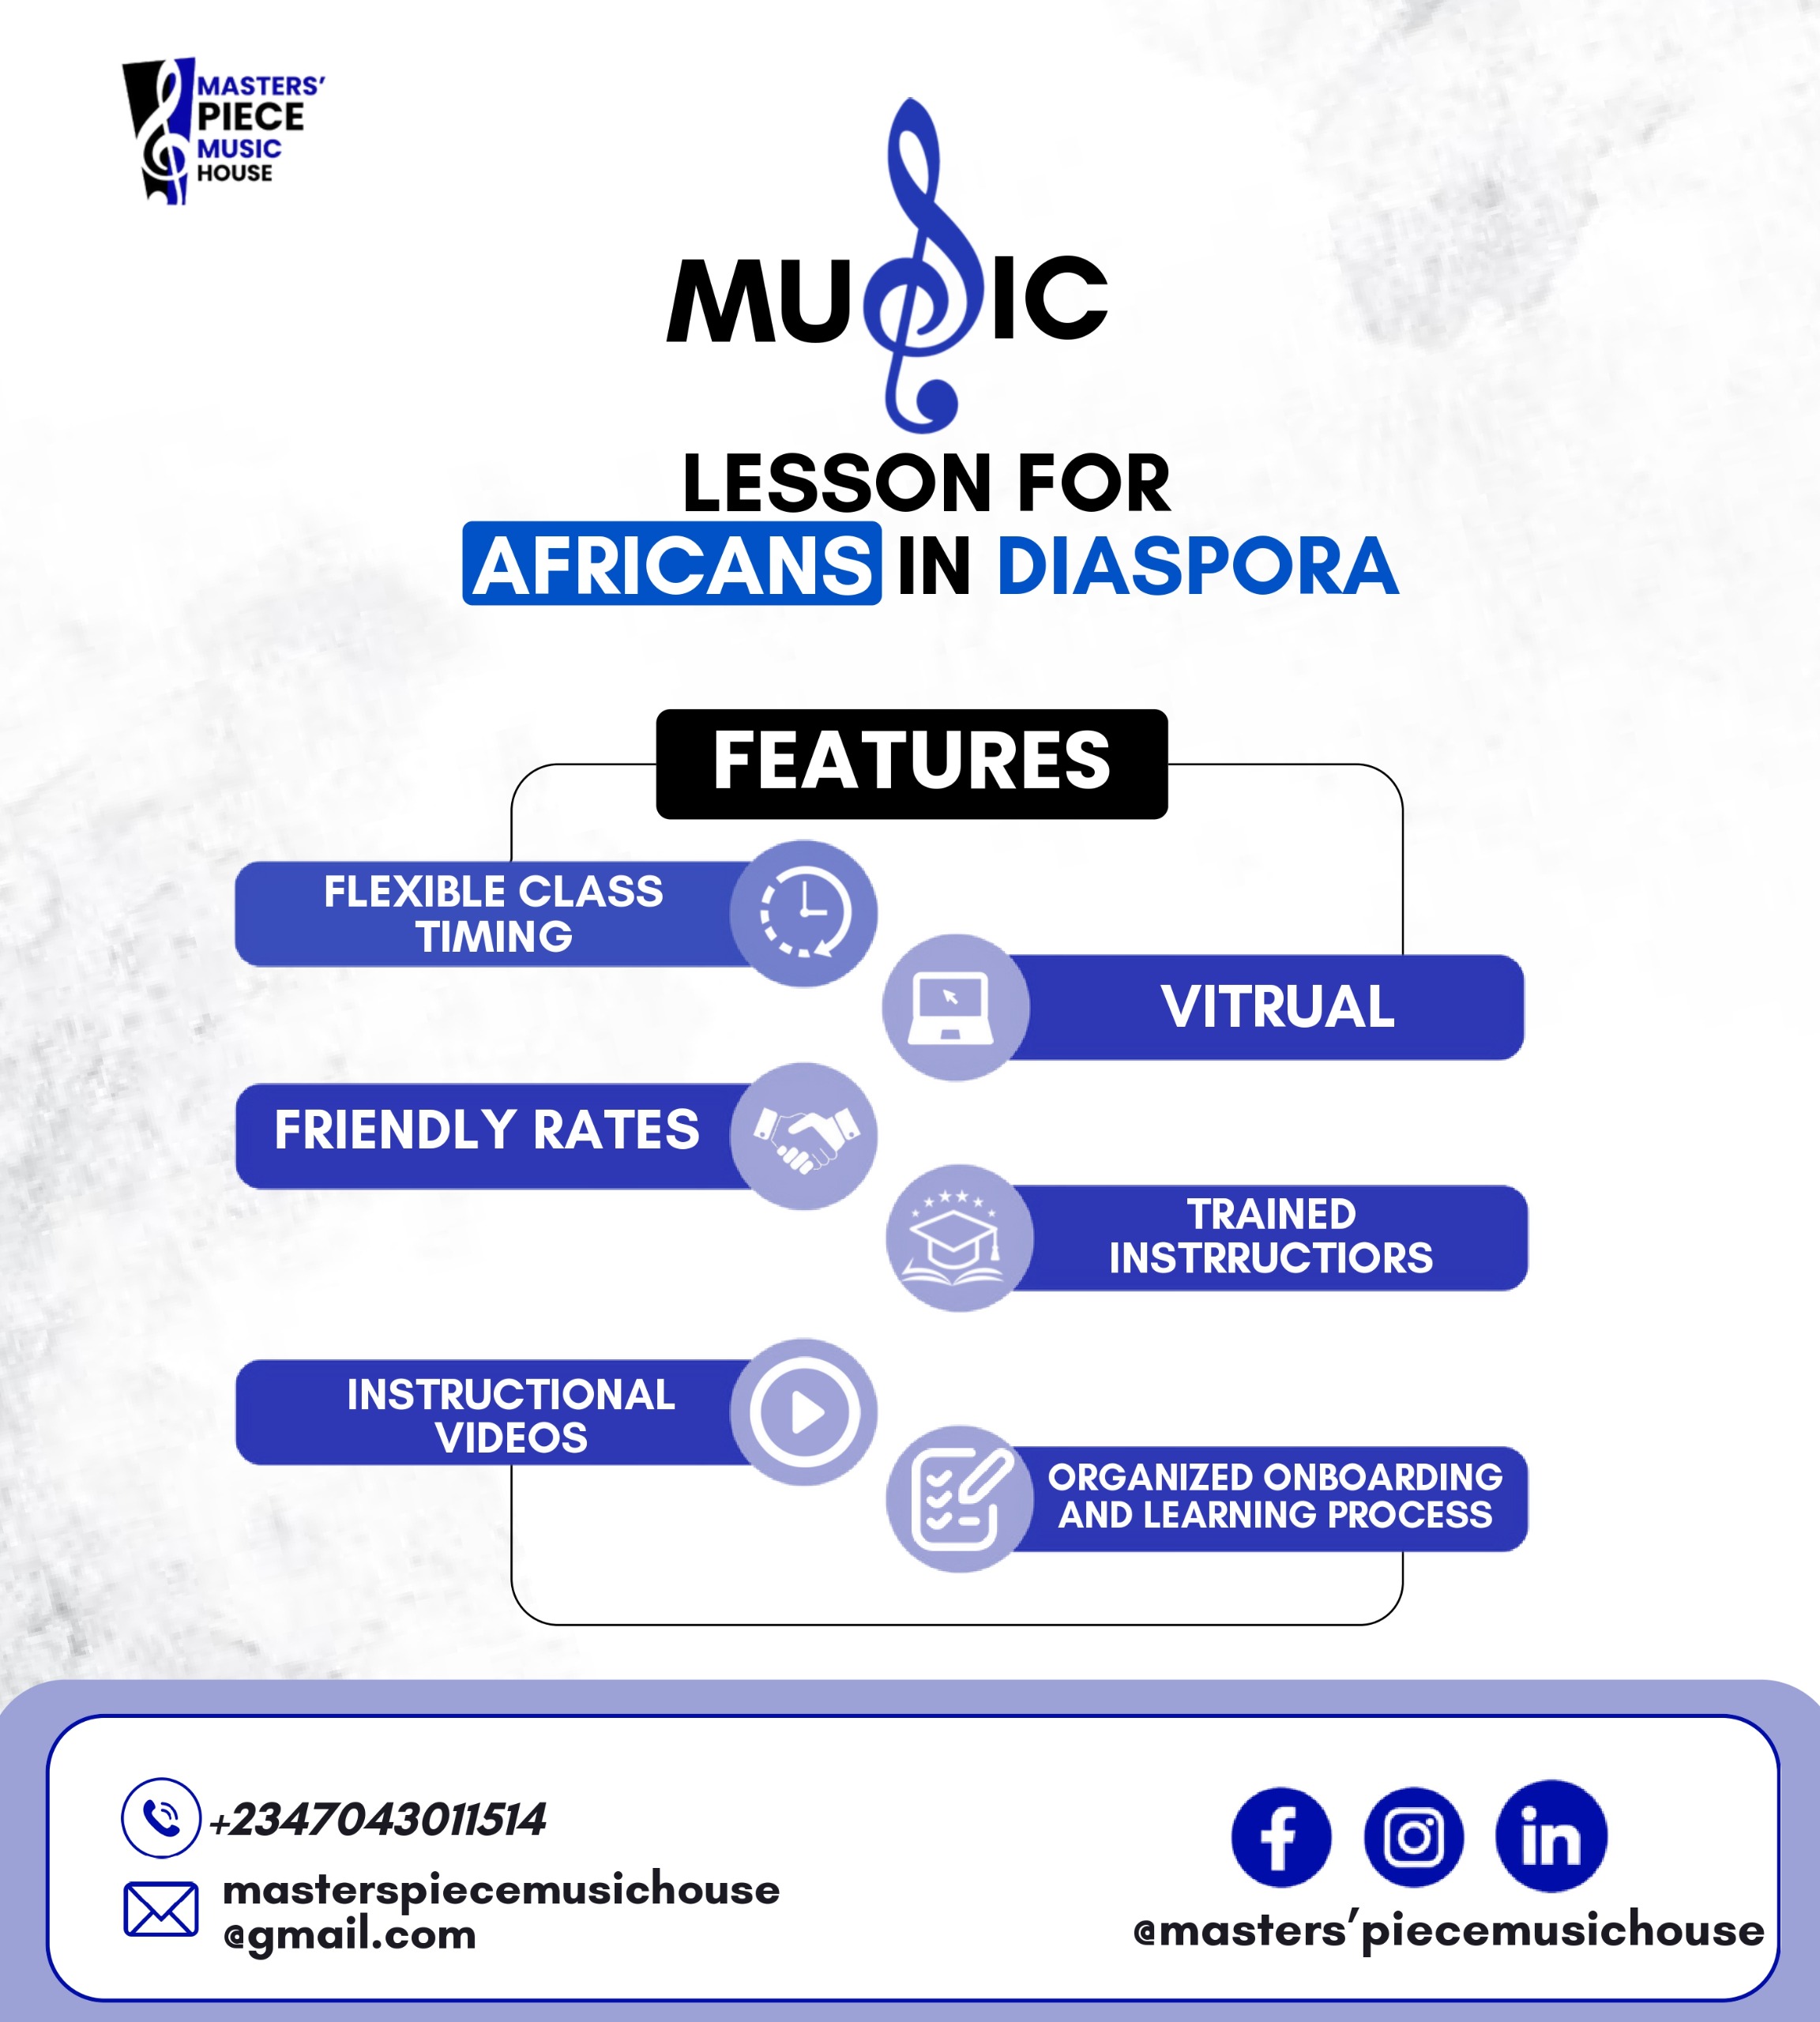 MASTERS'
PIECE
MUSIC
HOUSE
MUSIC
LESSON FOR
AFRICANS IN DIASPORA
FEATURES
FLEXIBLE CLASS
TIMING
VITRUAL
FRIENDLY RATES
TRAINED
INSTRRUCTIORS
INSTRUCTIONAL
VIDEOS
ORGANIZED ONBOARDING
AND LEARNING PROCESS
+2347043011514
masterspiecemusichouse
@gmail.com
f
in
@masters'piecemusichouse